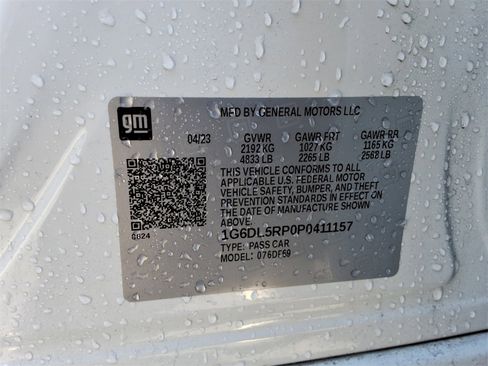 gm
MFD BY GENERAL MOTORS LLC
04/23 GVWR GAWR FRT GAWR RR
2192 KG 1027 KG 1165 KG
4833 LB 2265 LB 2568 LB
THIS VEHICLE CONFORMS TO ALL
APPLICABLE U.S. FEDERAL MOTOR
VEHICLE SAFETY, BUMPER, AND THEFT
PREVENTION STANDARDS IN EFFECT ON
THE DATE OF MANUFACTURE SHOWN
ABOVE.
0824
1G6DL5RP0P0411157
TYPE: PASS CAR
MODEL: 076DF69